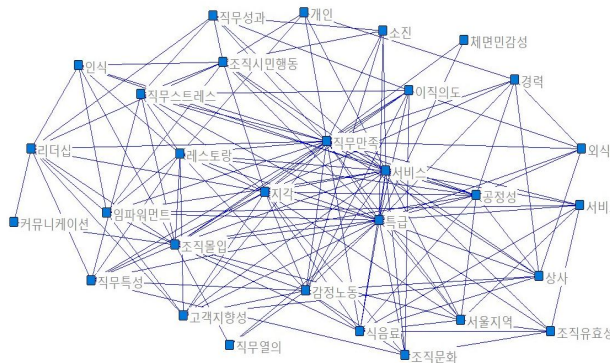 직무성과
개인
소진
체면민감성
인식
조직시민행동
직무스트레스
이직의도
경력
리더십
레스토랑
직무만족
외식
서비스
지각
공정성
서비
커뮤니케이션
임파워먼트
특급
조직몰입
직무특성
감정노동
상사
고객지향성
식음료
서울지역
조직유효성
직무열의
조직문화